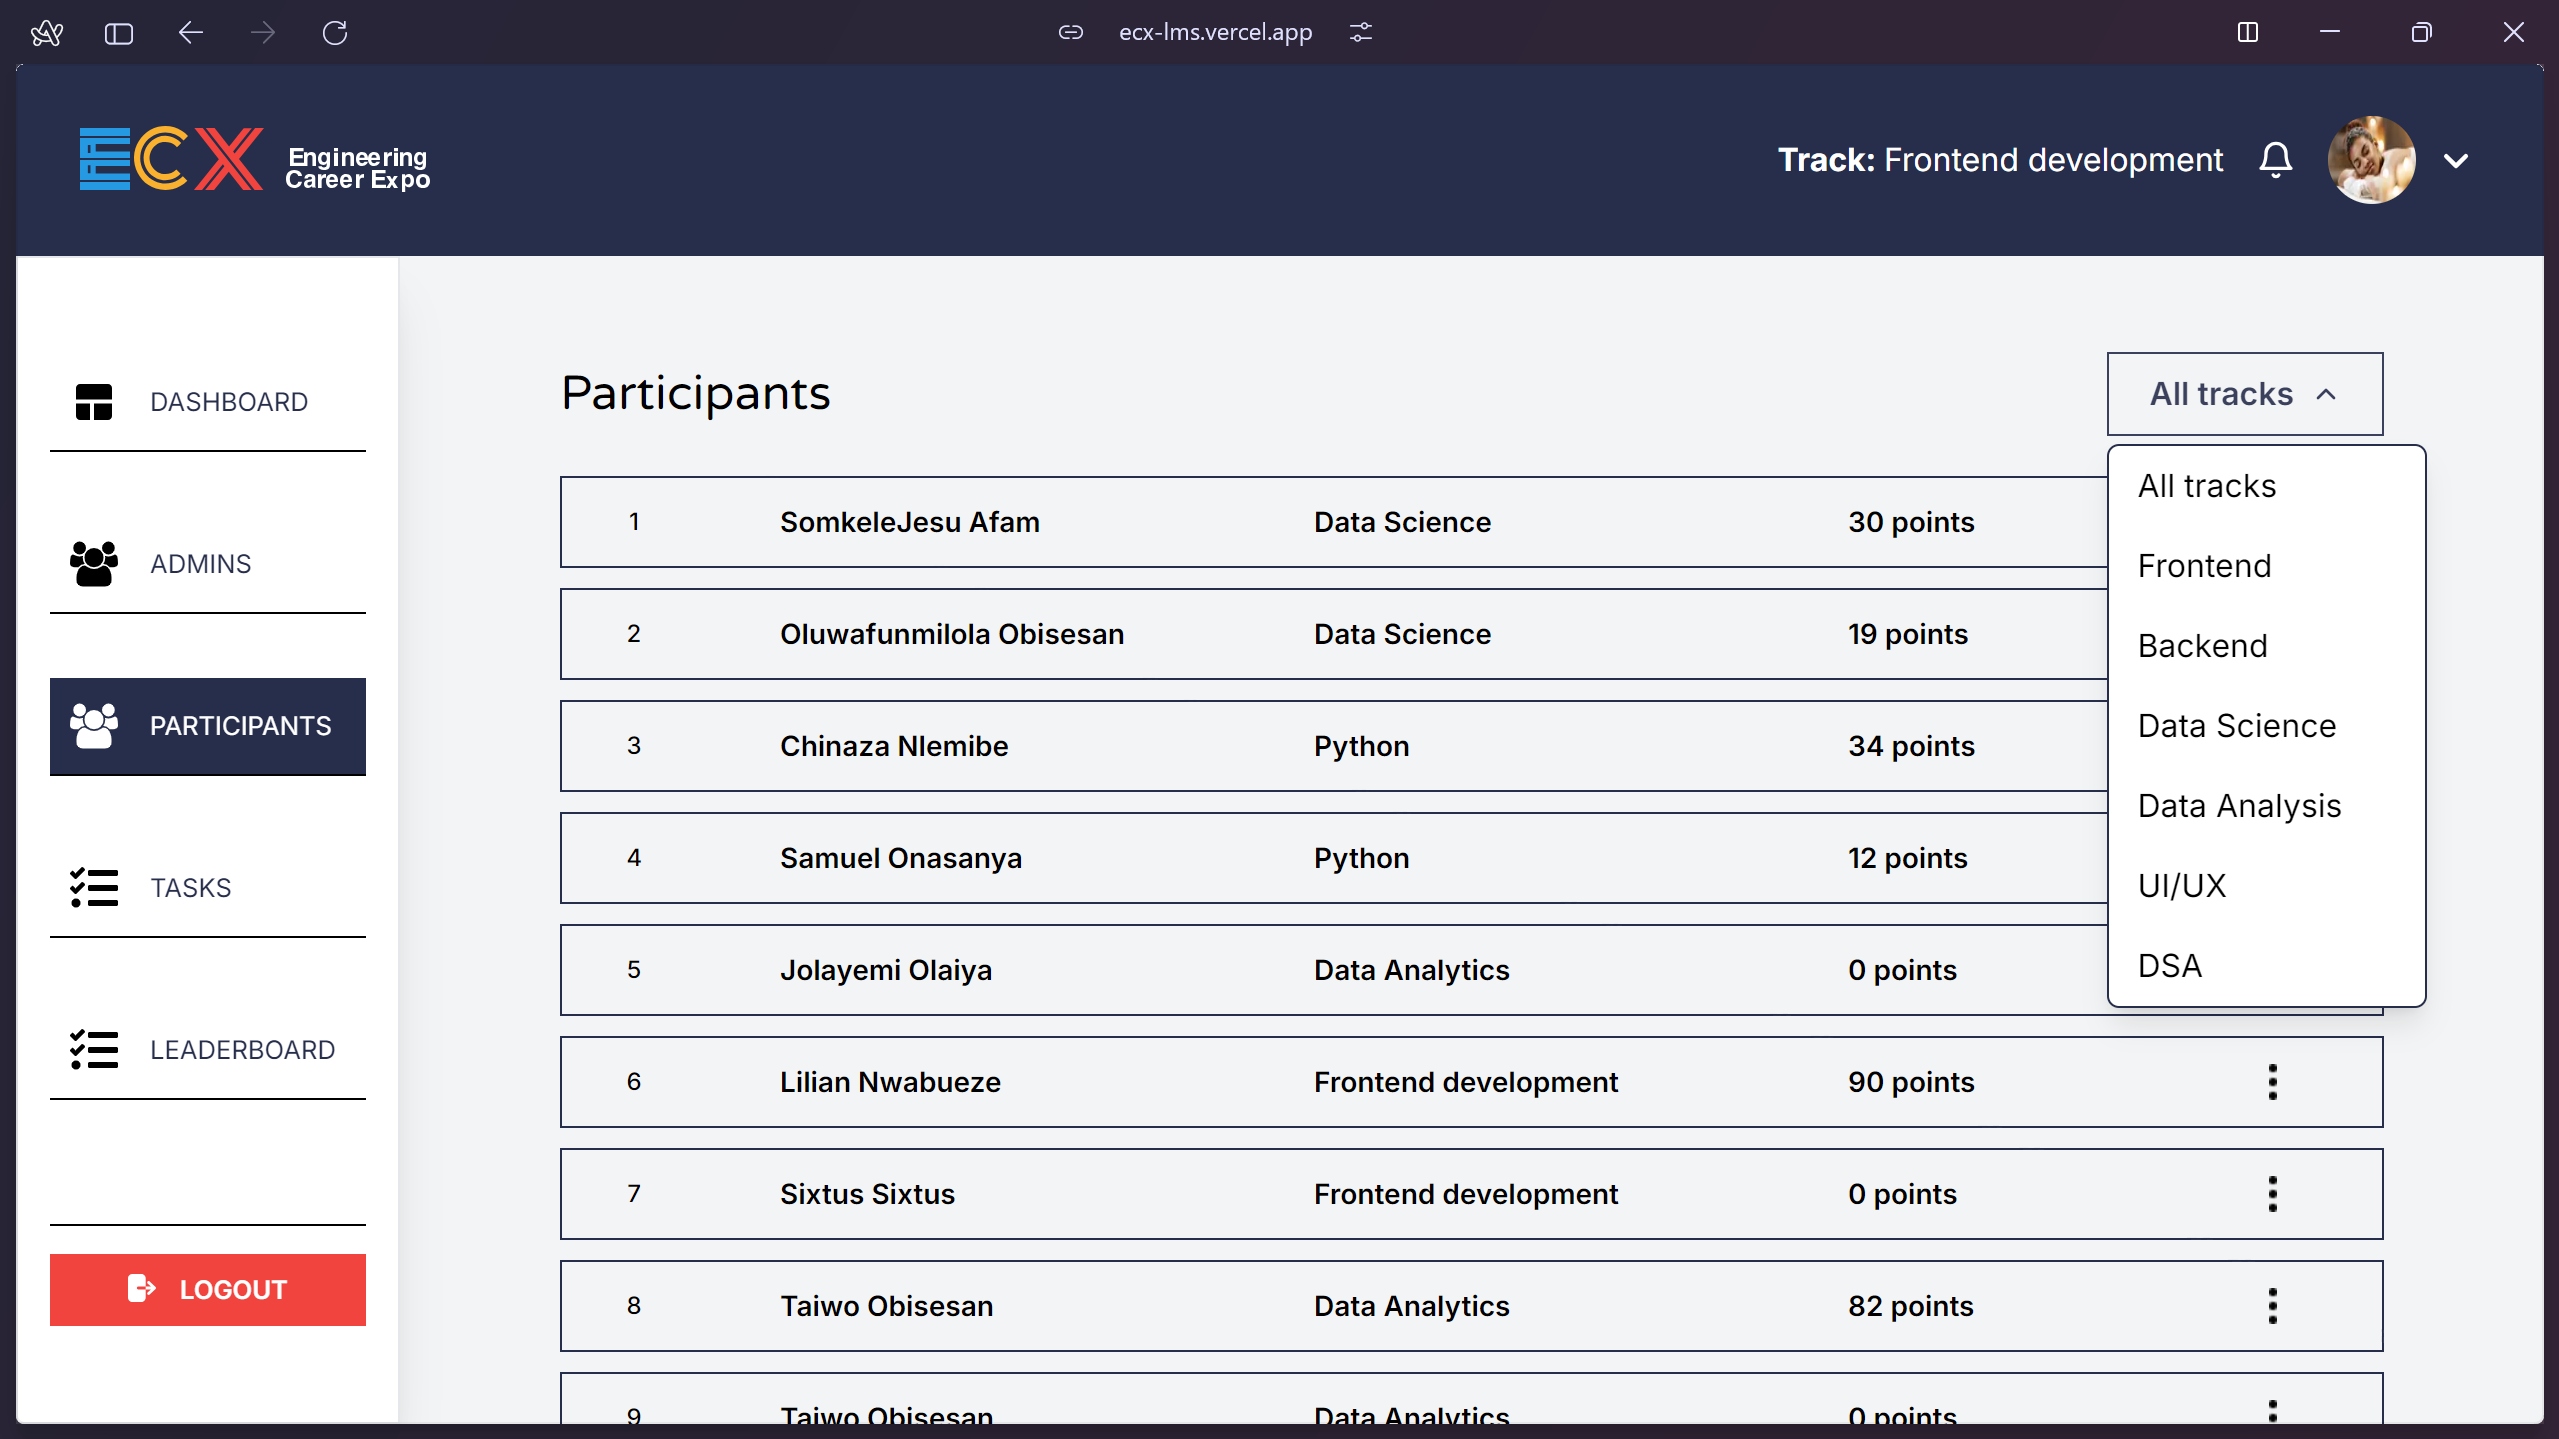 ecx-lms.vercel.app
ECX Engineering
Career Expo
Track: Frontend development
DASHBOARD
ADMINS
PARTICIPANTS
TASKS
LEADERBOARD
LOGOUT
Participants
All tracks
All tracks
Frontend
Backend
Data Science
Data Analysis
UI/UX
DSA
1 SomkeleJesu Afam Data Science 30 points
2 Oluwafunmilola Obisesan Data Science 19 points
3 Chinaza Nlemibe Python 34 points
4 Samuel Onasanya Python 12 points
5 Jolayemi Olaiya Data Analytics 0 points
6 Lilian Nwabueze Frontend development 90 points
7 Sixtus Sixtus Frontend development 0 points
8 Taiwo Obisesan Data Analytics 82 points
9 Taiwo Obisesan Data Analytics 0 points